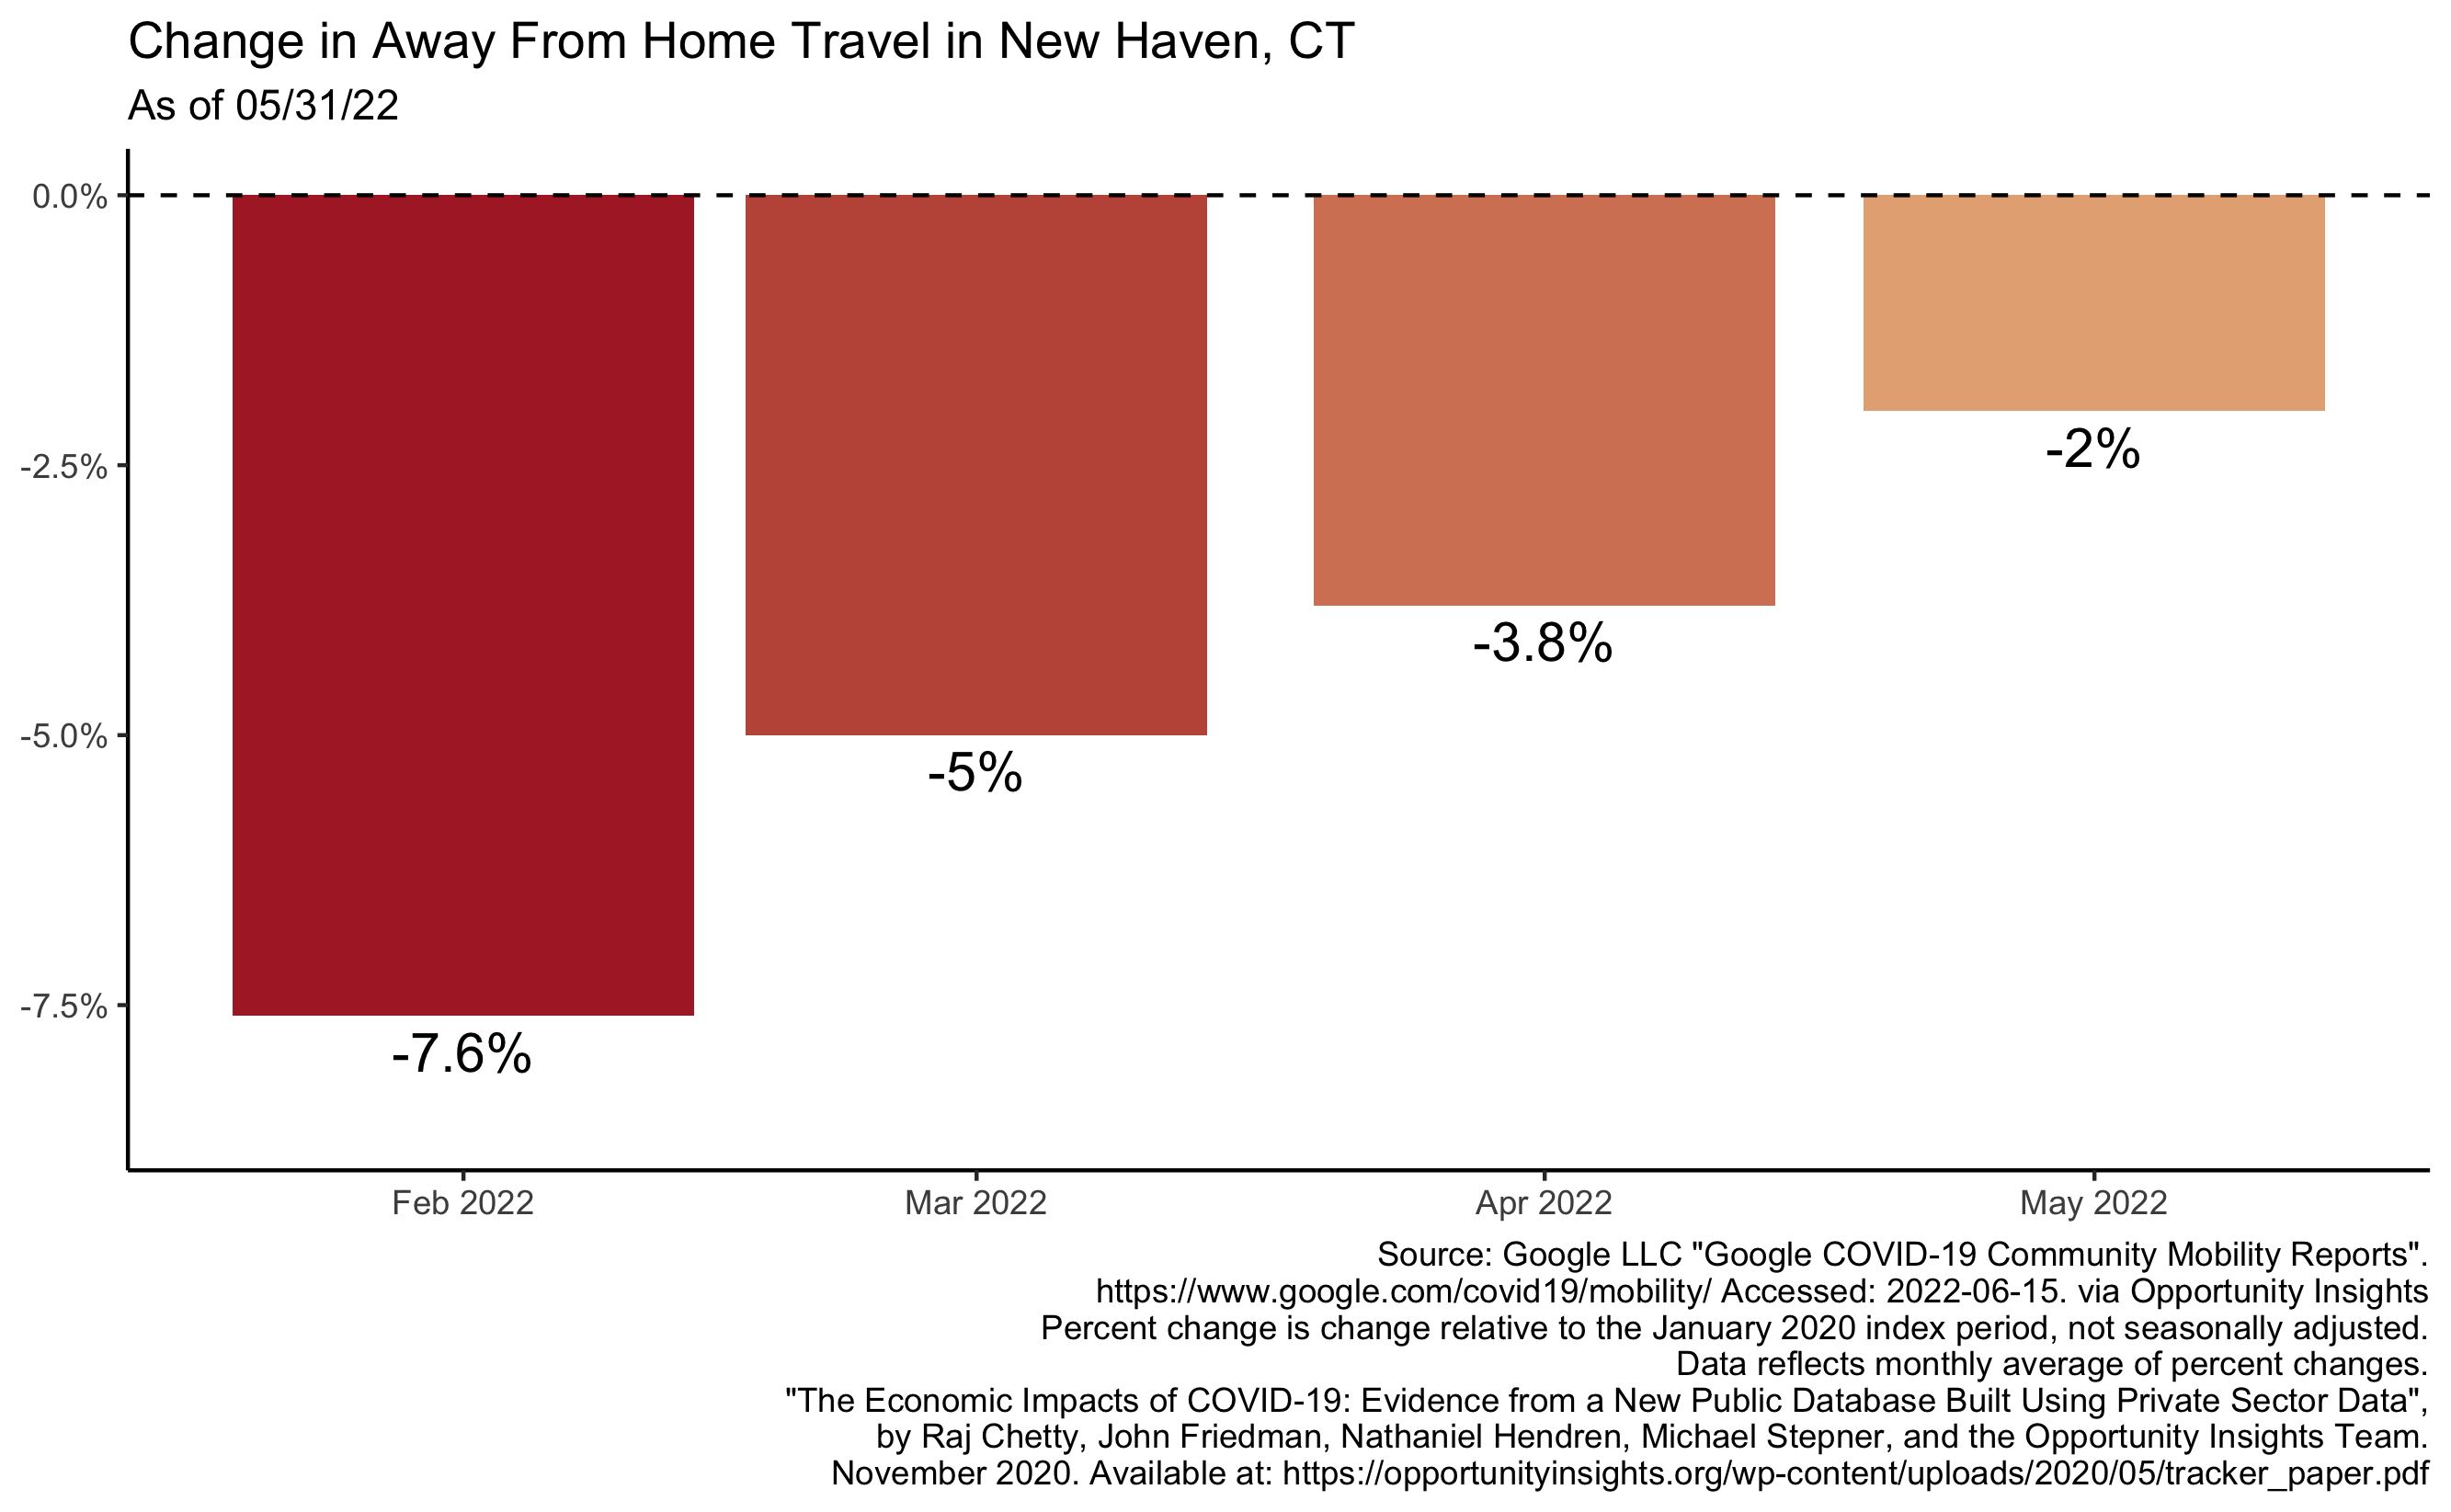 Change in Away From Home Travel in New Haven, CT
As of 05/31/22
0.0%
-2.5%
-5.0%
-7.5%
-7.6%
-5%
-3.8%
-2%
Feb 2022
Mar 2022
Apr 2022
May 2022
Source: Google LLC "Google COVID-19 Community Mobility Reports".
https://www.google.com/covid19/mobility/ Accessed: 2022-06-15. via Opportunity Insights
Percent change is change relative to the January 2020 index period, not seasonally adjusted.
Data reflects monthly average of percent changes.
"The Economic Impacts of COVID-19: Evidence from a New Public Database Built Using Private Sector Data",
by Raj Chetty, John Friedman, Nathaniel Hendren, Michael Stepner, and the Opportunity Insights Team.
November 2020. Available at: https://opportunityinsights.org/wp-content/uploads/2020/05/tracker_paper.pdf